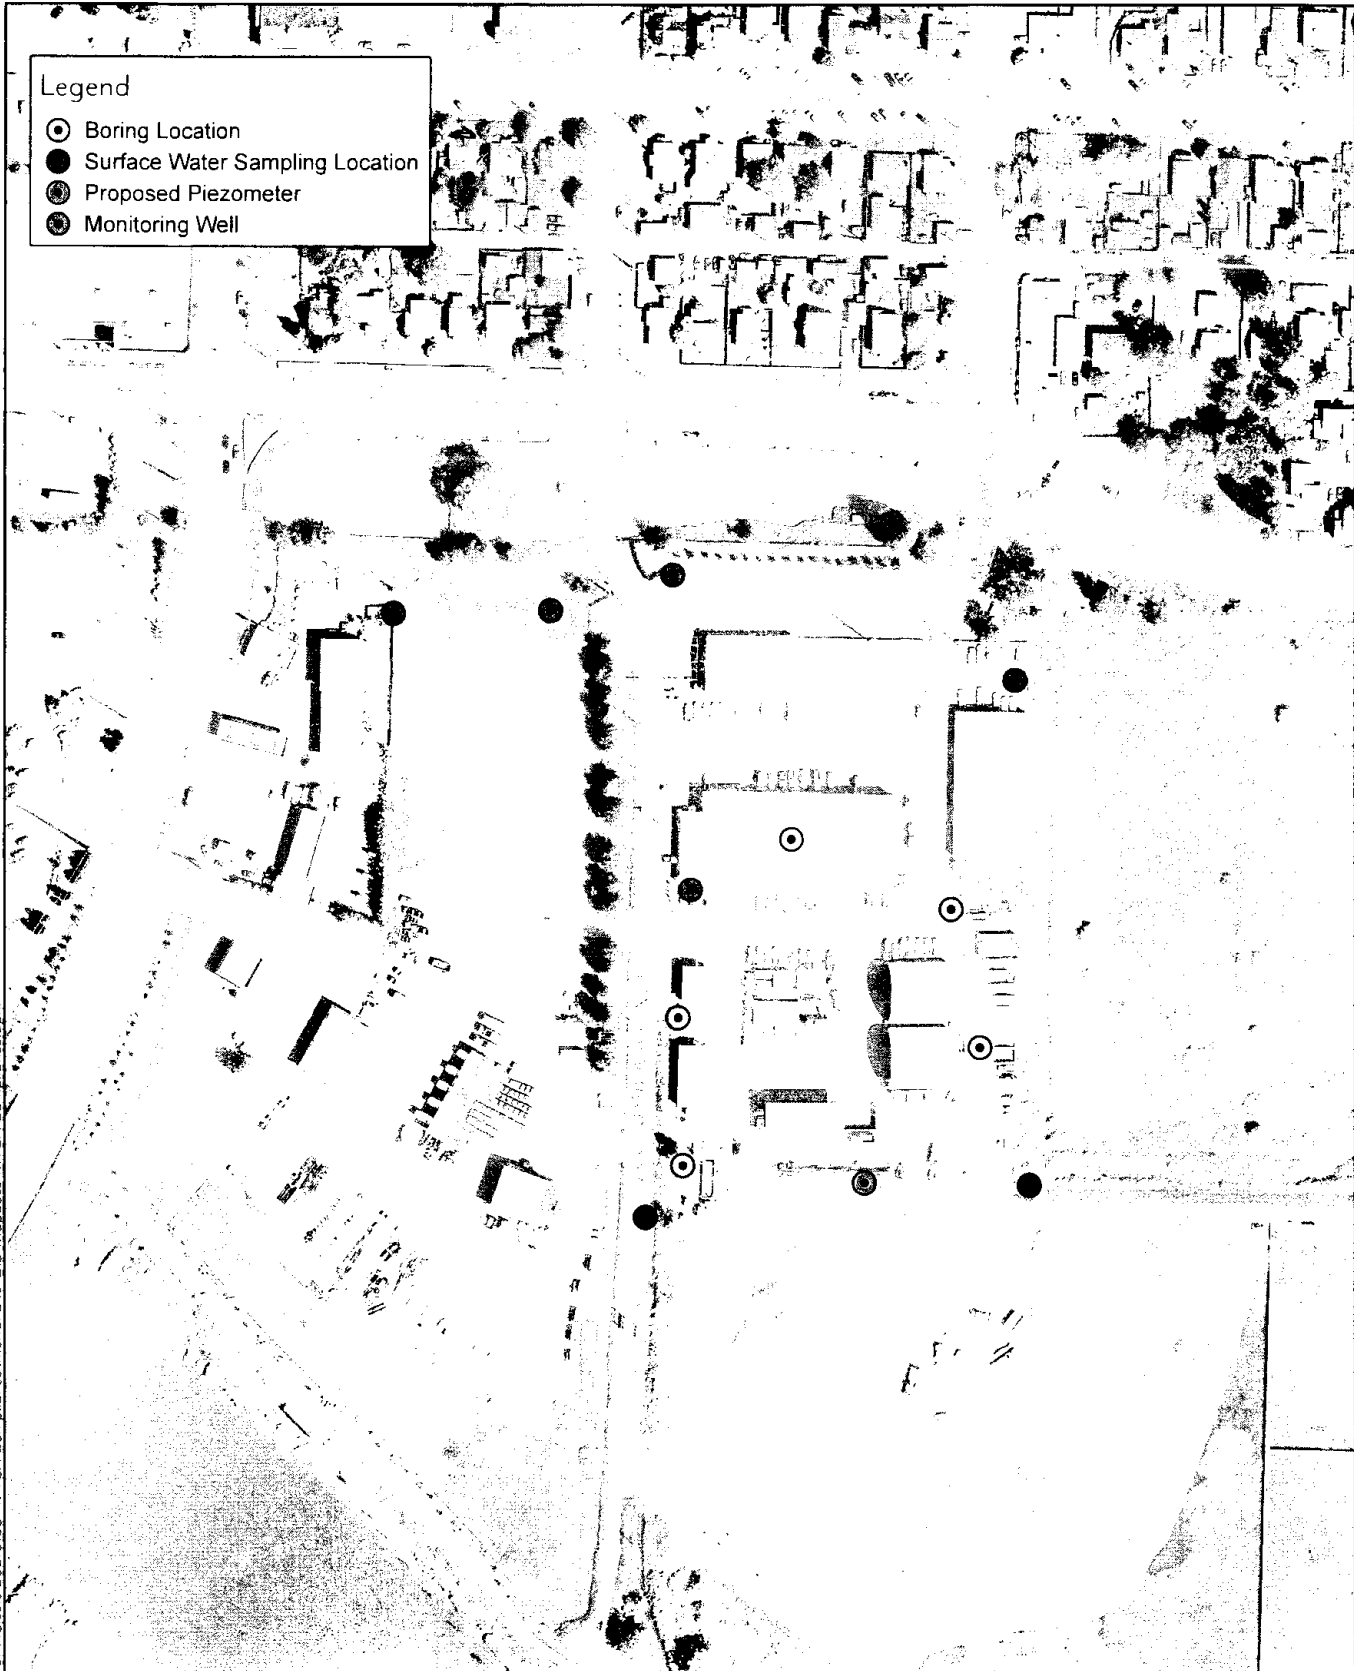 Legend
Boring Location
Surface Water Sampling Location
Proposed Piezometer
Monitoring Well